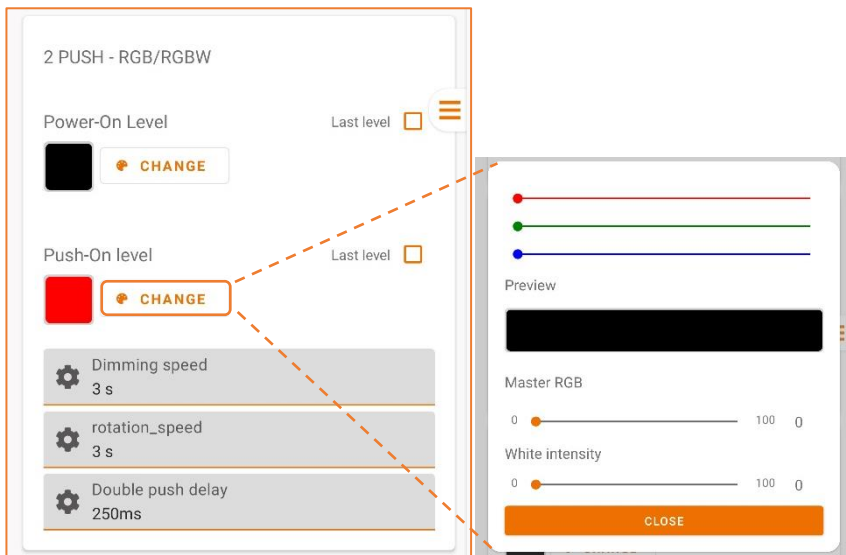 2 PUSH - RGB/RGBW
Power-On Level
Last level
CHANGE
Push-On level
Last level
CHANGE
Dimming speed
3 s
rotation_speed
3 s
Double push delay
250ms
Preview
Master RGB
0 100 0
White intensity
0 100 0
CLOSE